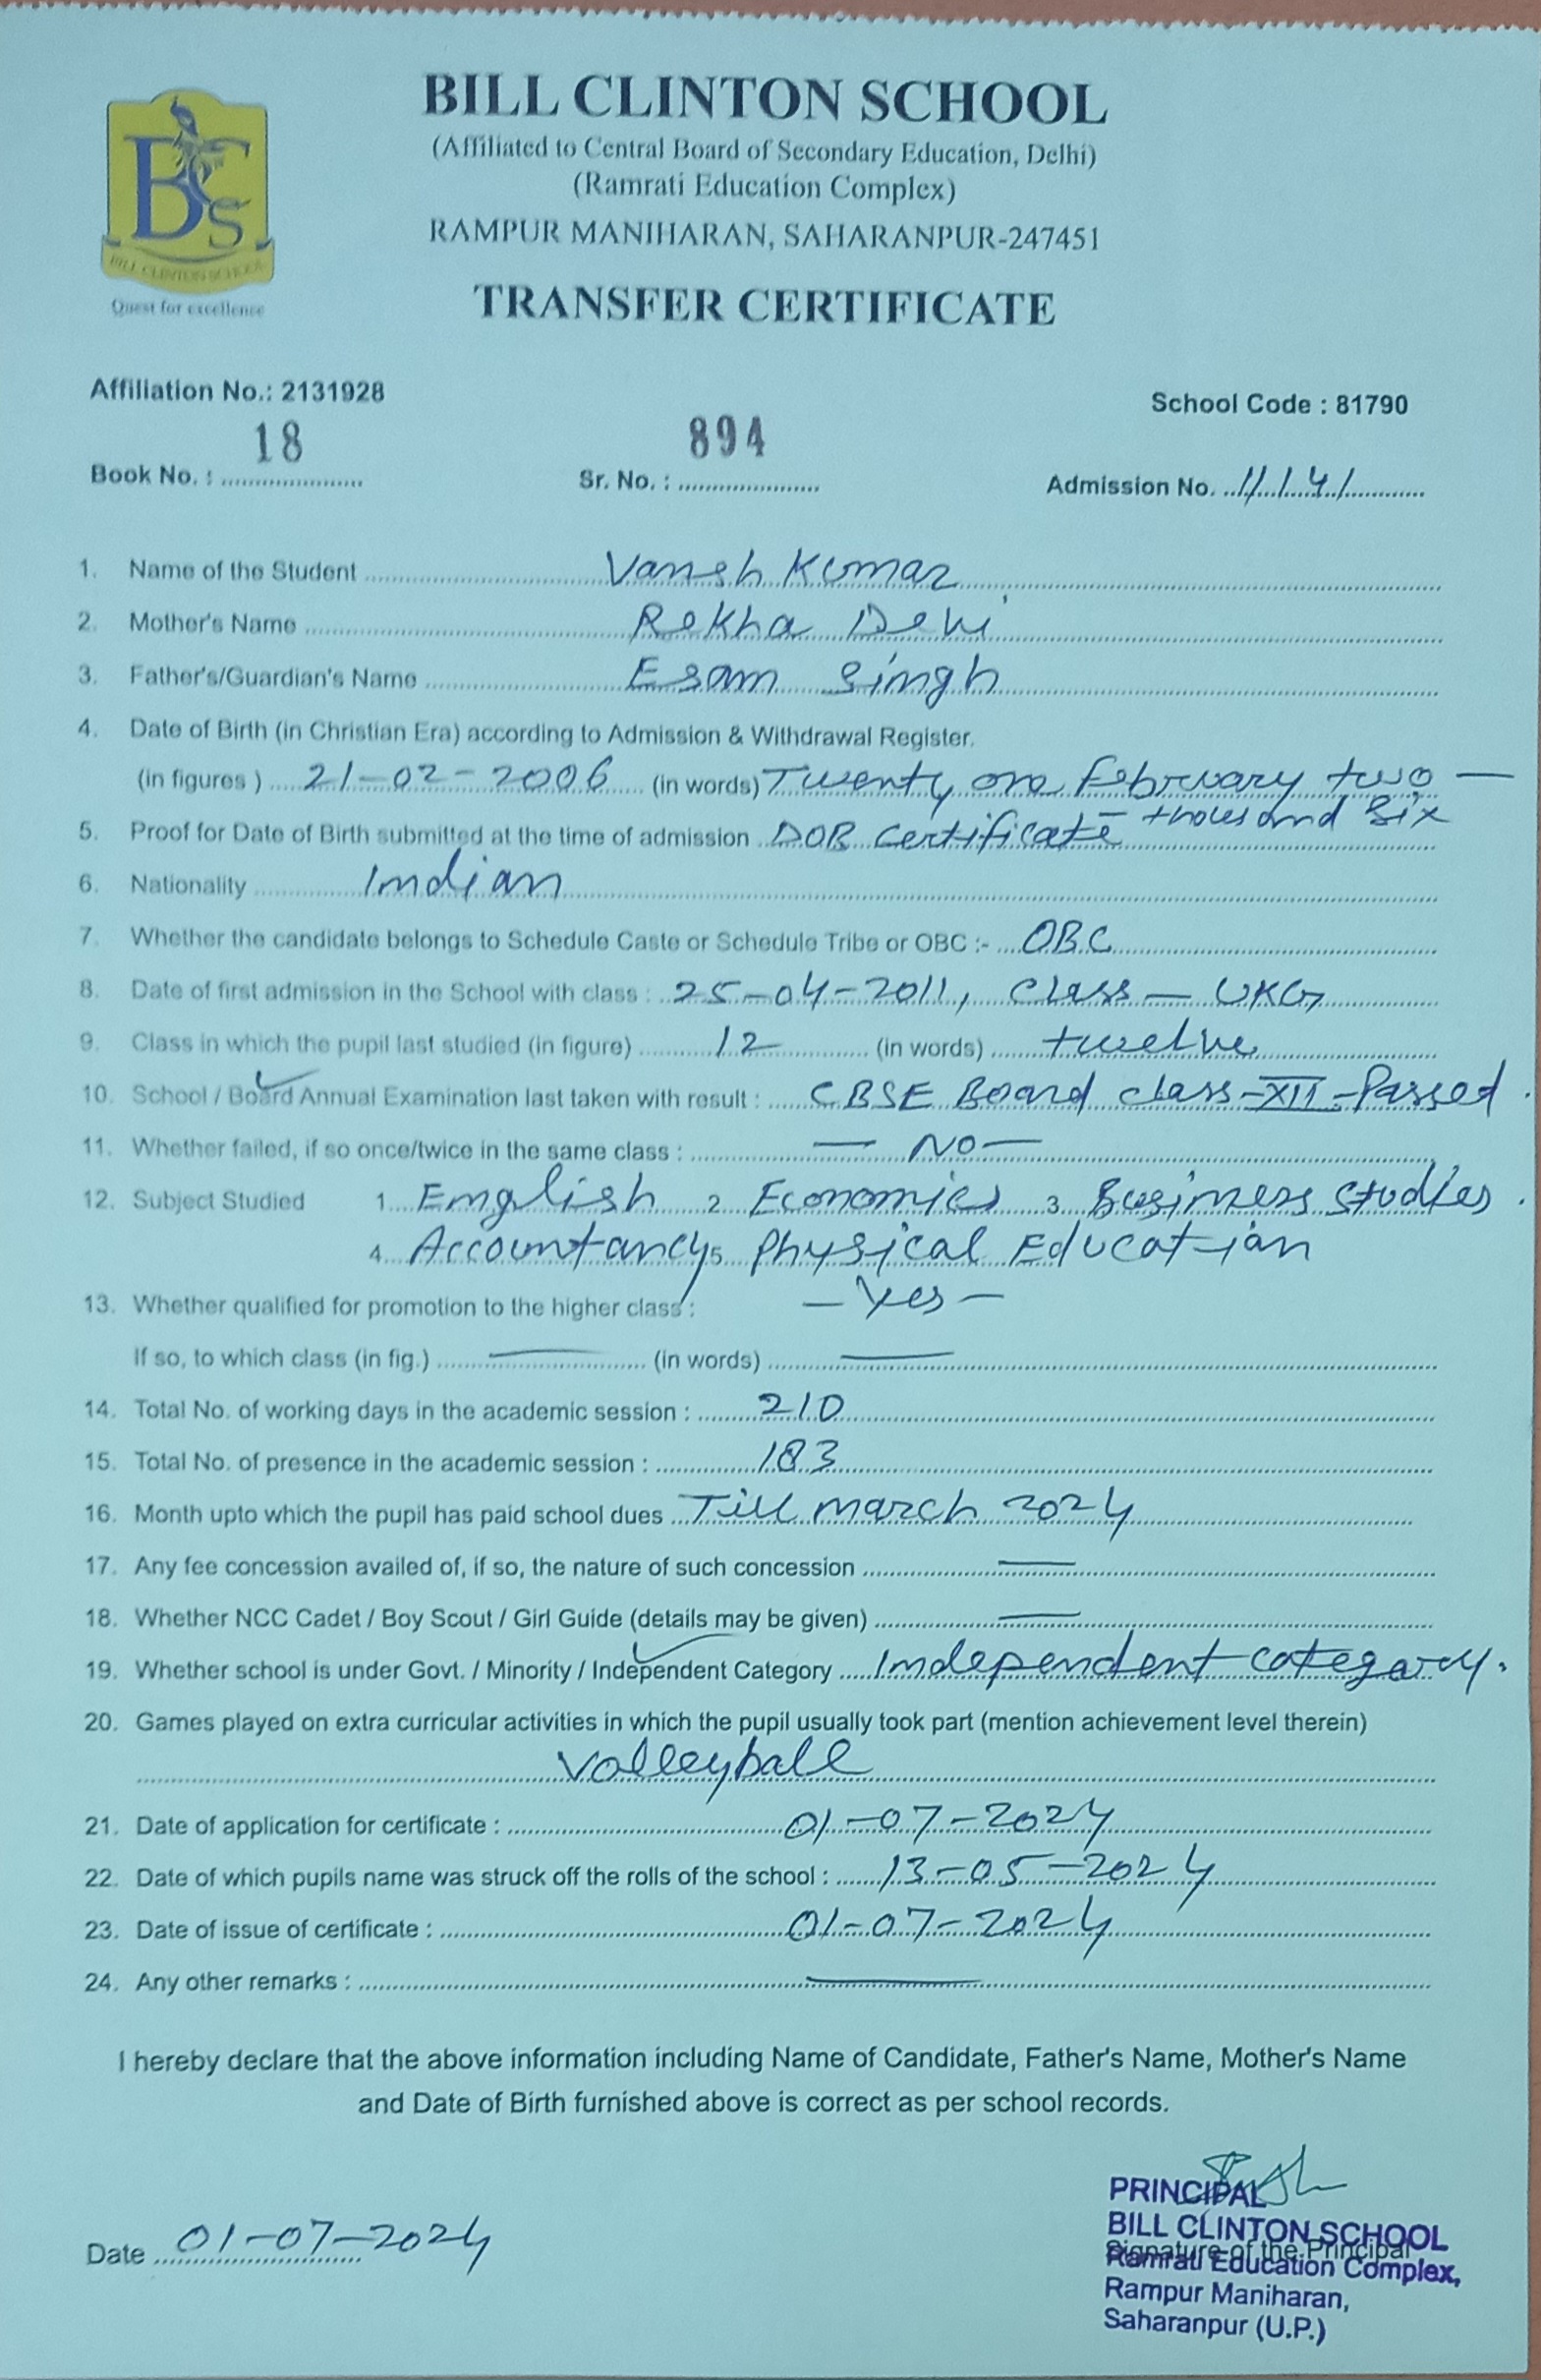 BILL CLINTON SCHOOL
(Affiliated to Central Board of Secondary Education, Delhi)
(Ramrati Education Complex)
RAMPUR MANIHARAN, SAHARANPUR-247451
BCS
BILL CLINTON SCHOOL
Quest for excellence
TRANSFER CERTIFICATE
Affiliation No.: 2131928
School Code : 81790
Book No. : 18 Sr. No. : 894 Admission No. 11141
1. Name of the Student Vansh Kumar
2. Mother's Name Rekha Devi
3. Father's/Guardian's Name Esam Singh
4. Date of Birth (in Christian Era) according to Admission & Withdrawal Register.
(in figures ) 21-02-2006 (in words) Twenty one February two —
thousand Six
5. Proof for Date of Birth submitted at the time of admission DOB Certificate
6. Nationality Indian
7. Whether the candidate belongs to Schedule Caste or Schedule Tribe or OBC :- OBC
8. Date of first admission in the School with class : 25-04-2011, Class — UKG
9. Class in which the pupil last studied (in figure) 12 (in words) twelve
10. School / Board Annual Examination last taken with result : CBSE Board class-XII-Passed.
11. Whether failed, if so once/twice in the same class : — NO —
12. Subject Studied 1. English 2. Economics 3. Business Studies.
4. Accountancy 5. Physical Education
13. Whether qualified for promotion to the higher class : — Yes —
If so, to which class (in fig.) — (in words) —
14. Total No. of working days in the academic session : 210
15. Total No. of presence in the academic session : 183
16. Month upto which the pupil has paid school dues Till March 2024
17. Any fee concession availed of, if so, the nature of such concession —
18. Whether NCC Cadet / Boy Scout / Girl Guide (details may be given) —
19. Whether school is under Govt. / Minority / Independent Category Independent category.
20. Games played on extra curricular activities in which the pupil usually took part (mention achievement level therein)
Volleyball
21. Date of application for certificate : 01-07-2024
22. Date of which pupils name was struck off the rolls of the school : 13-05-2024
23. Date of issue of certificate : 01-07-2024
24. Any other remarks : —
I hereby declare that the above information including Name of Candidate, Father's Name, Mother's Name
and Date of Birth furnished above is correct as per school records.
Date 01-07-2024
PRINCIPAL
BILL CLINTON SCHOOL
Signature of the Principal
Ramrati Education Complex,
Rampur Maniharan,
Saharanpur (U.P.)